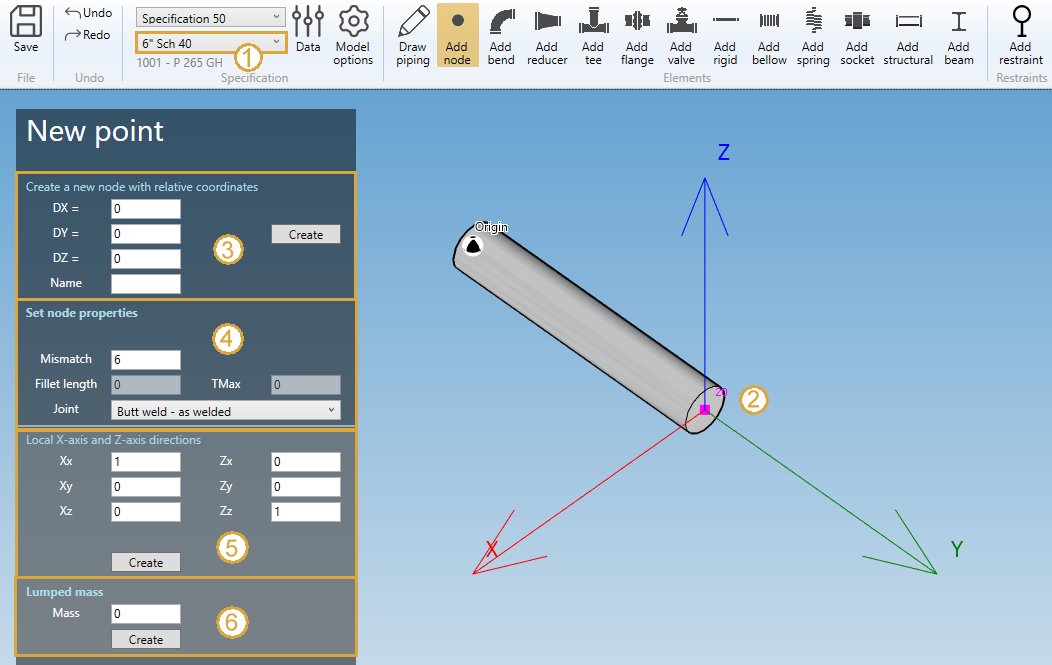 Save
Undo
Redo
Specification 50
6" Sch 40
1001 - P 265 GH
1
Data
Model
options
Draw
piping
Add
node
Add
bend
Add
reducer
Add
tee
Add
flange
Add
valve
Add
rigid
Add
bellow
Add
spring
Add
socket
Add
structural
Add
beam
Add
restraint
File
Undo
Specification
Elements
Restraints
New point
Create a new node with relative coordinates
DX = 0
DY = 0
DZ = 0
Name
Create
3
Set node properties
4
Mismatch 6
Fillet length 0 TMax 0
Joint Butt weld - as welded
Local X-axis and Z-axis directions
Xx 1 Zx 0
Xy 0 Zy 0
Xz 0 Zz 1
Create
5
Lumped mass
Mass 0
Create
6
Z
Origin
20
2
X
Y